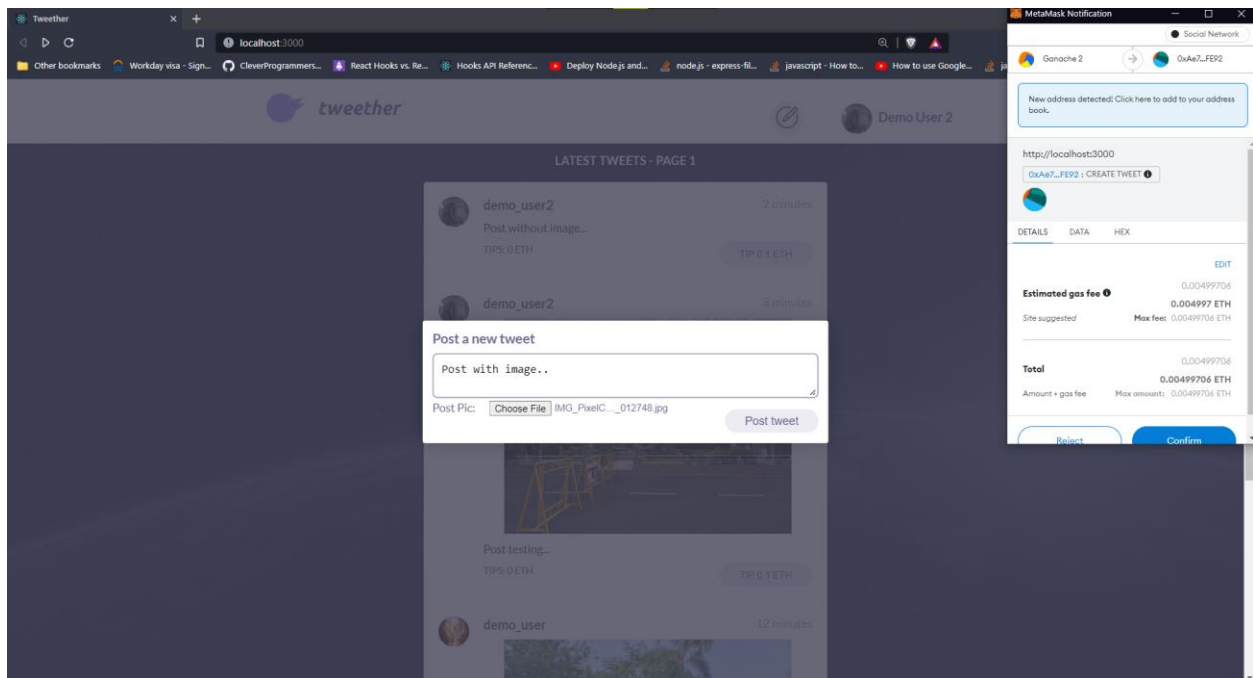 Tweether
localhost:3000
Other bookmarks
Workday visa - Sign...
CleverProgrammers...
React Hooks vs. Re...
Hooks API Referenc...
Deploy Node.js and...
node.js - express-fil...
javascript - How to...
How to use Google...
tweether
Demo User 2
LATEST TWEETS - PAGE 1
demo_user2
2 minutes
Post without image...
TIPS: 0 ETH
TIP 0.1 ETH
demo_user2
8 minutes
Post a new tweet
Post with image..
Post Pic:
Choose File
IMG_PixelC..._012748.jpg
Post tweet
Post testing...
TIPS: 0 ETH
TIP 0.1 ETH
demo_user
12 minutes
MetaMask Notification
Social Network
Ganache 2
0xAe7...FE92
New address detected! Click here to add to your address
book.
http://localhost:3000
0xAe7...FE92 : CREATE TWEET
DETAILS
DATA
HEX
EDIT
0.00499706
Estimated gas fee
0.004997 ETH
Site suggested
Max fee: 0.00499706 ETH
0.00499706
Total
0.00499706 ETH
Amount + gas fee
Max amount: 0.00499706 ETH
Reject
Confirm